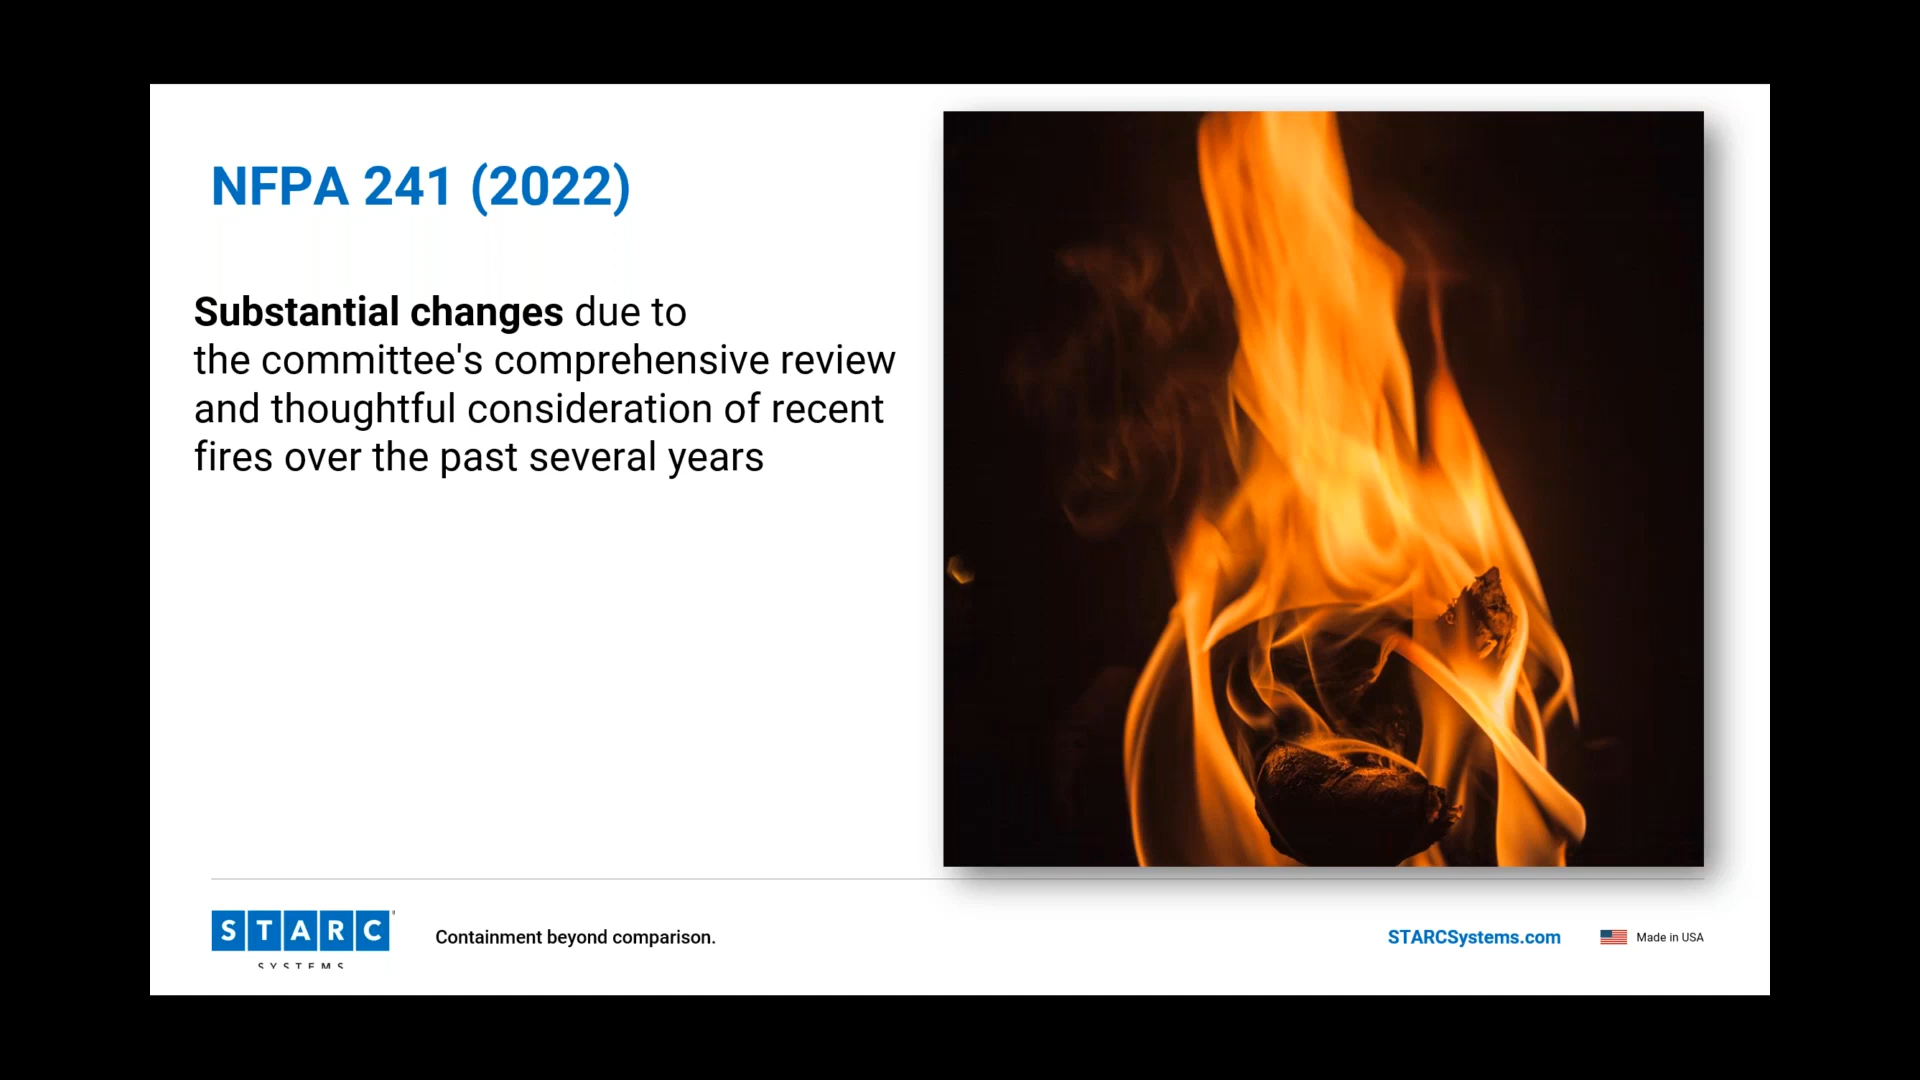 NFPA 241 (2022)
Substantial changes due to
the committee's comprehensive review
and thoughtful consideration of recent
fires over the past several years
STARC
SYSTEMS
Containment beyond comparison.
STARCSystems.com
Made in USA